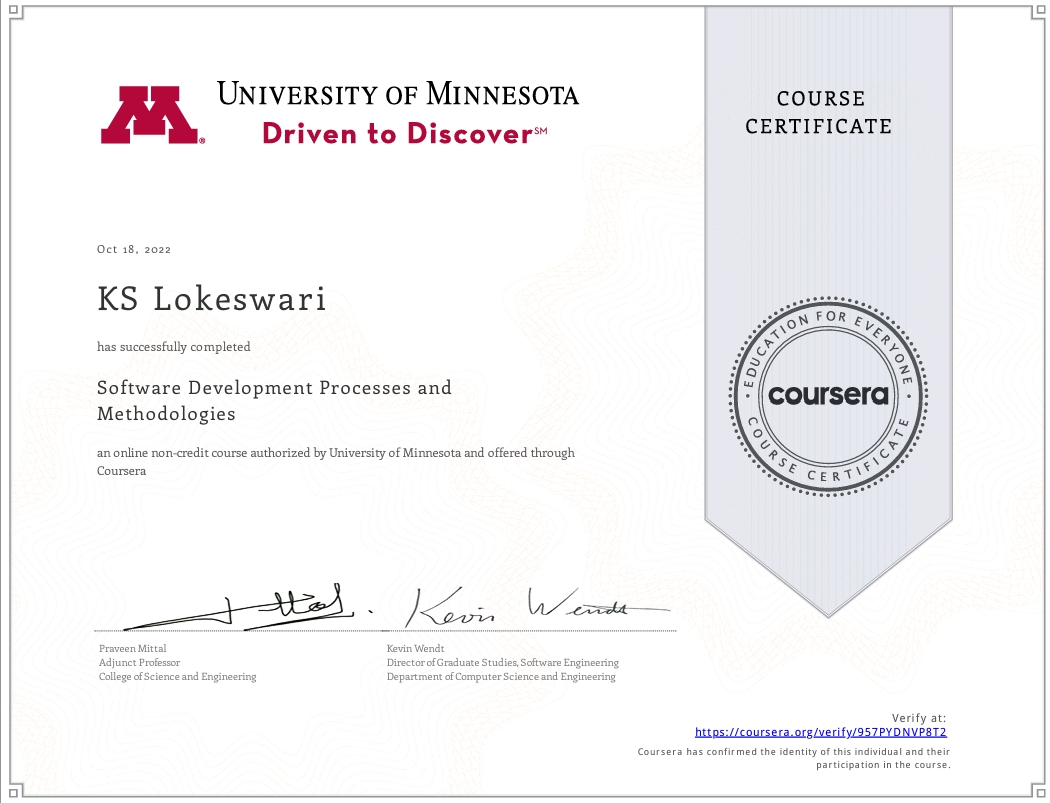 UNIVERSITY OF MINNESOTA
Driven to Discover℠
COURSE
CERTIFICATE
Oct 18, 2022
KS Lokeswari
has successfully completed
Software Development Processes and
Methodologies
an online non-credit course authorized by University of Minnesota and offered through
Coursera
EDUCATION FOR EVERYONE
coursera
COURSE CERTIFICATE
Kevin Wendt
Praveen Mittal
Adjunct Professor
College of Science and Engineering
Kevin Wendt
Director of Graduate Studies, Software Engineering
Department of Computer Science and Engineering
Verify at:
https://coursera.org/verify/957PYDNVP8T2
Coursera has confirmed the identity of this individual and their
participation in the course.